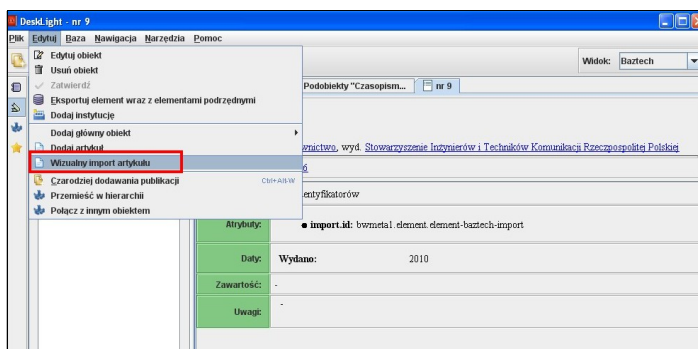 DeskLight - nr 9
Plik Edytuj Baza Nawigacja Narzędzia Pomoc
Edytuj obiekt
Usuń obiekt
Zatwierdź
Eksportuj element wraz z elementami podrzędnymi
Dodaj instytucję
Dodaj główny obiekt
Dodaj artykuł
Wizualny import artykułu
Czarodziej dodawania publikacji Ctrl+Alt-W
Przemieść w hierarchii
Połącz z innym obiektem
Widok: Baztech
Podobiekty "Czasopism... nr 9
wnictwo, wyd. Stowarzyszenie Inżynierów i Techników Komunikacji Rzeczpospolitej Polskiej
6
entyfikatorów
Atrybuty: import.id: bwmeta1.element.element-baztech-import
Daty: Wydano: 2010
Zawartość: -
Uwagi: -